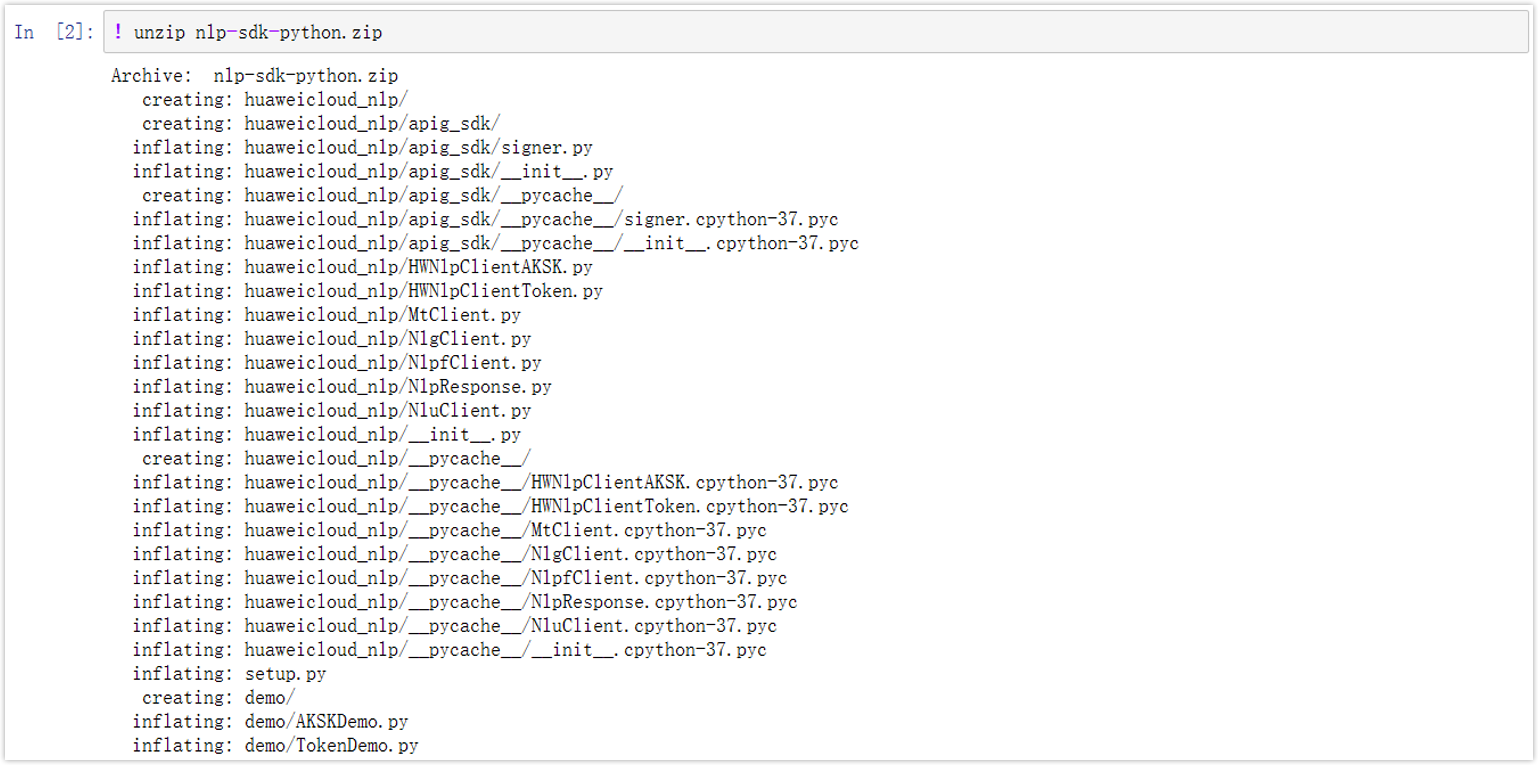 In [2]: ! unzip nlp-sdk-python.zip
Archive:  nlp-sdk-python.zip
   creating: huaweicloud_nlp/
   creating: huaweicloud_nlp/apig_sdk/
  inflating: huaweicloud_nlp/apig_sdk/signer.py
  inflating: huaweicloud_nlp/apig_sdk/__init__.py
   creating: huaweicloud_nlp/apig_sdk/__pycache__/
  inflating: huaweicloud_nlp/apig_sdk/__pycache__/signer.cpython-37.pyc
  inflating: huaweicloud_nlp/apig_sdk/__pycache__/__init__.cpython-37.pyc
  inflating: huaweicloud_nlp/HWNlpClientAKSK.py
  inflating: huaweicloud_nlp/HWNlpClientToken.py
  inflating: huaweicloud_nlp/MtClient.py
  inflating: huaweicloud_nlp/NlgClient.py
  inflating: huaweicloud_nlp/NlpfClient.py
  inflating: huaweicloud_nlp/NlpResponse.py
  inflating: huaweicloud_nlp/NluClient.py
  inflating: huaweicloud_nlp/__init__.py
   creating: huaweicloud_nlp/__pycache__/
  inflating: huaweicloud_nlp/__pycache__/HWNlpClientAKSK.cpython-37.pyc
  inflating: huaweicloud_nlp/__pycache__/HWNlpClientToken.cpython-37.pyc
  inflating: huaweicloud_nlp/__pycache__/MtClient.cpython-37.pyc
  inflating: huaweicloud_nlp/__pycache__/NlgClient.cpython-37.pyc
  inflating: huaweicloud_nlp/__pycache__/NlpfClient.cpython-37.pyc
  inflating: huaweicloud_nlp/__pycache__/NlpResponse.cpython-37.pyc
  inflating: huaweicloud_nlp/__pycache__/NluClient.cpython-37.pyc
  inflating: huaweicloud_nlp/__pycache__/__init__.cpython-37.pyc
  inflating: setup.py
   creating: demo/
  inflating: demo/AKSKDemo.py
  inflating: demo/TokenDemo.py